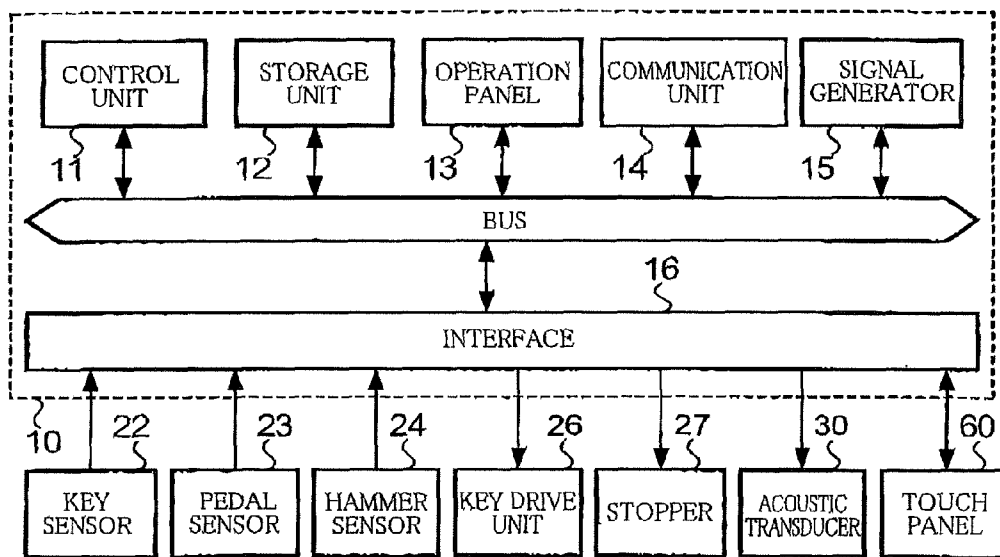 CONTROL UNIT
STORAGE UNIT
OPERATION PANEL
COMMUNICATION UNIT
SIGNAL GENERATOR
11
12
13
14
15
BUS
16
INTERFACE
10
22
23
24
26
27
30
60
KEY SENSOR
PEDAL SENSOR
HAMMER SENSOR
KEY DRIVE UNIT
STOPPER
ACOUSTIC TRANSDUCER
TOUCH PANEL